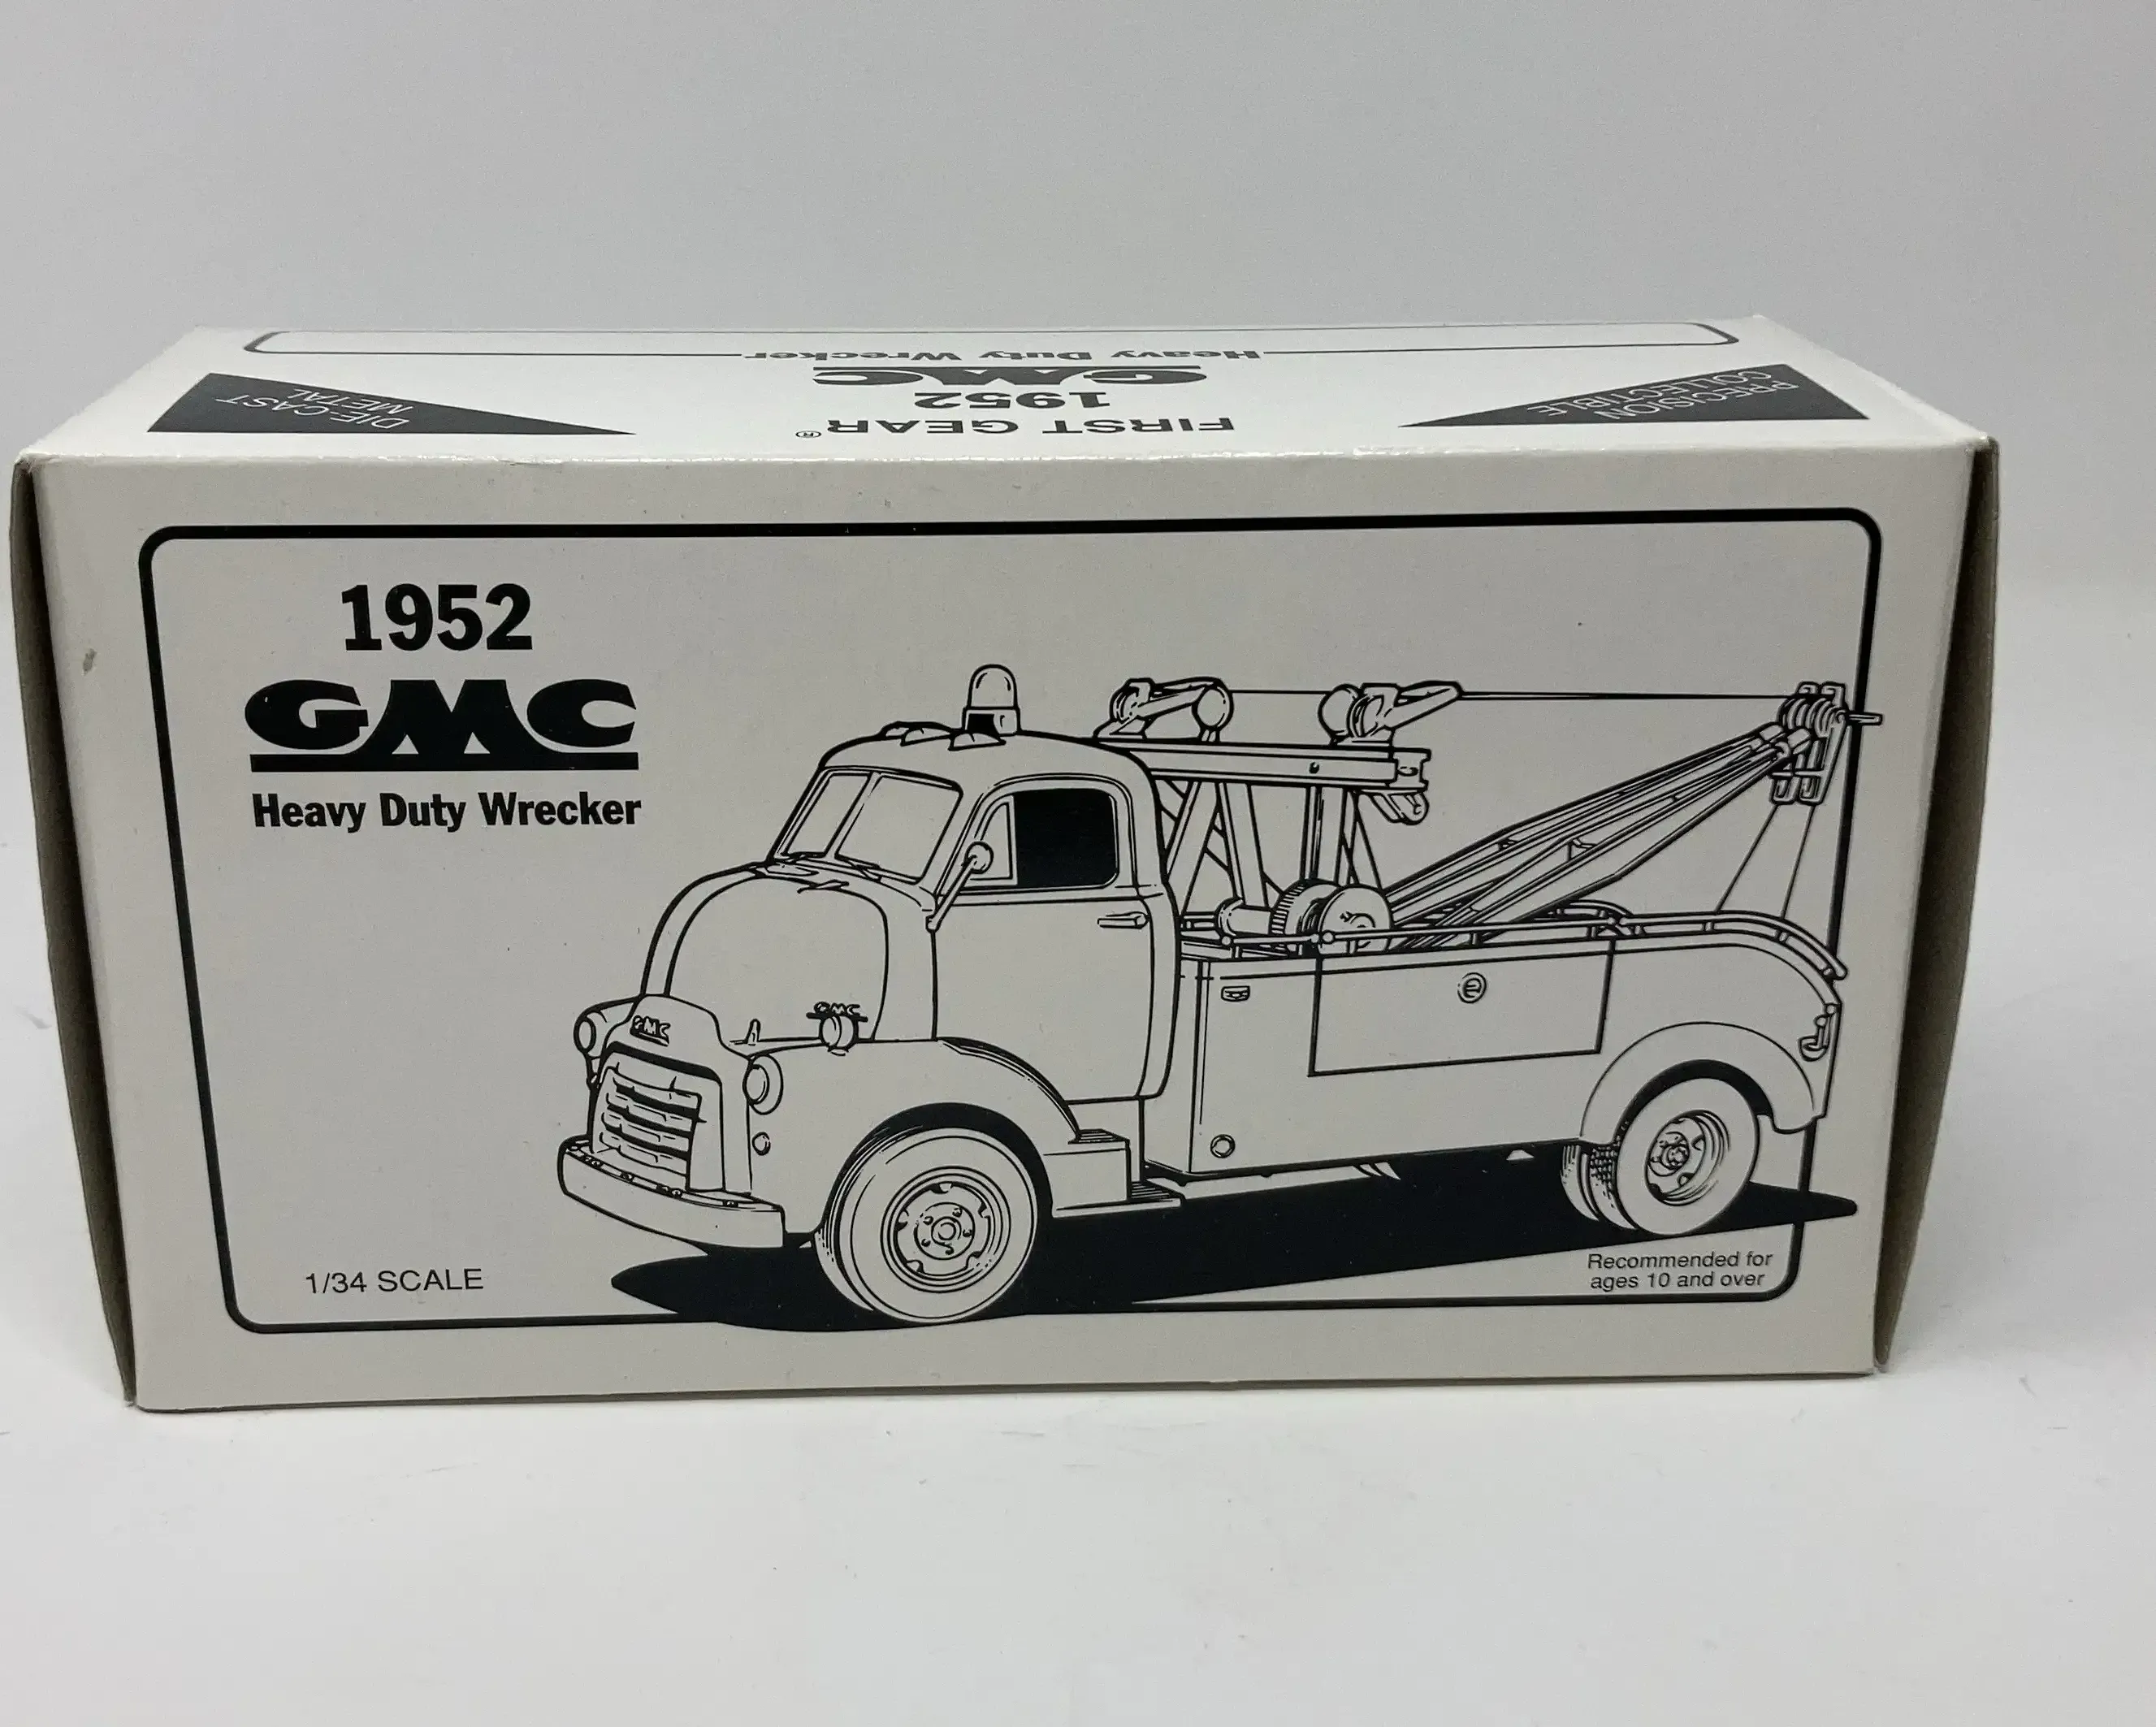 Heavy Duty Wrecker
GMC
1952
FIRST GEAR®
DIE-CAST
METAL
PRECISION
COLLECTIBLE
1952
GMC
Heavy Duty Wrecker
GMC
GMC
1/34 SCALE
Recommended for
ages 10 and over